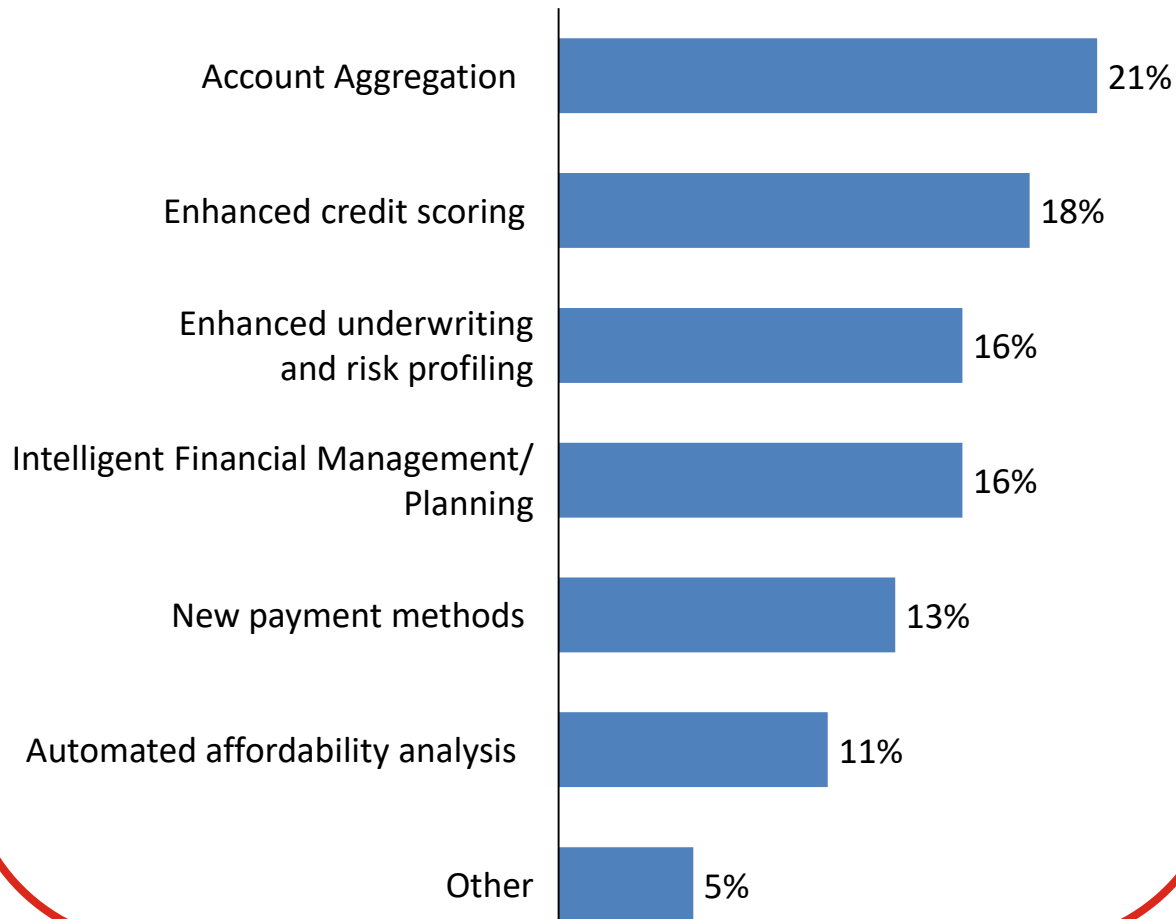 Account Aggregation
21%
Enhanced credit scoring
18%
Enhanced underwriting
and risk profiling
16%
Intelligent Financial Management/
Planning
16%
New payment methods
13%
Automated affordability analysis
11%
Other
5%